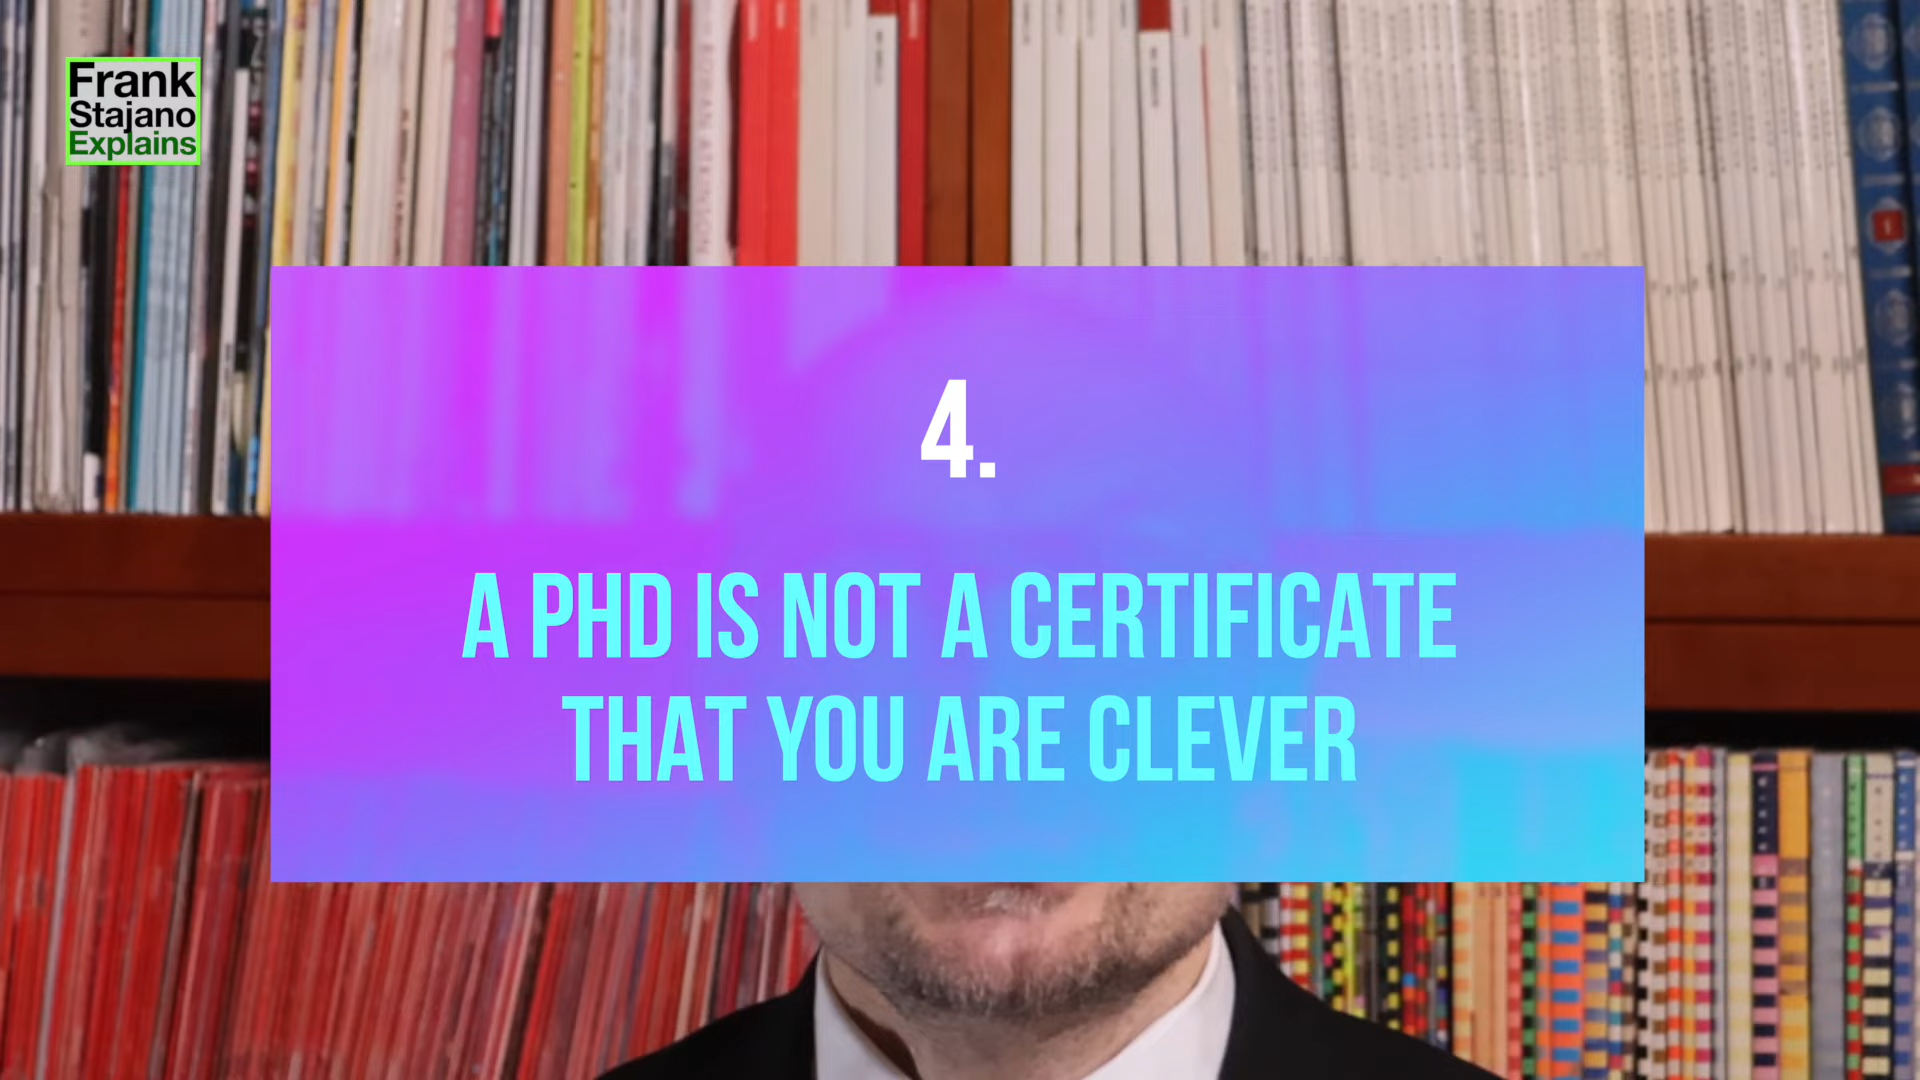 Frank
Stajano
Explains
4.
A PHD IS NOT A CERTIFICATE
THAT YOU ARE CLEVER